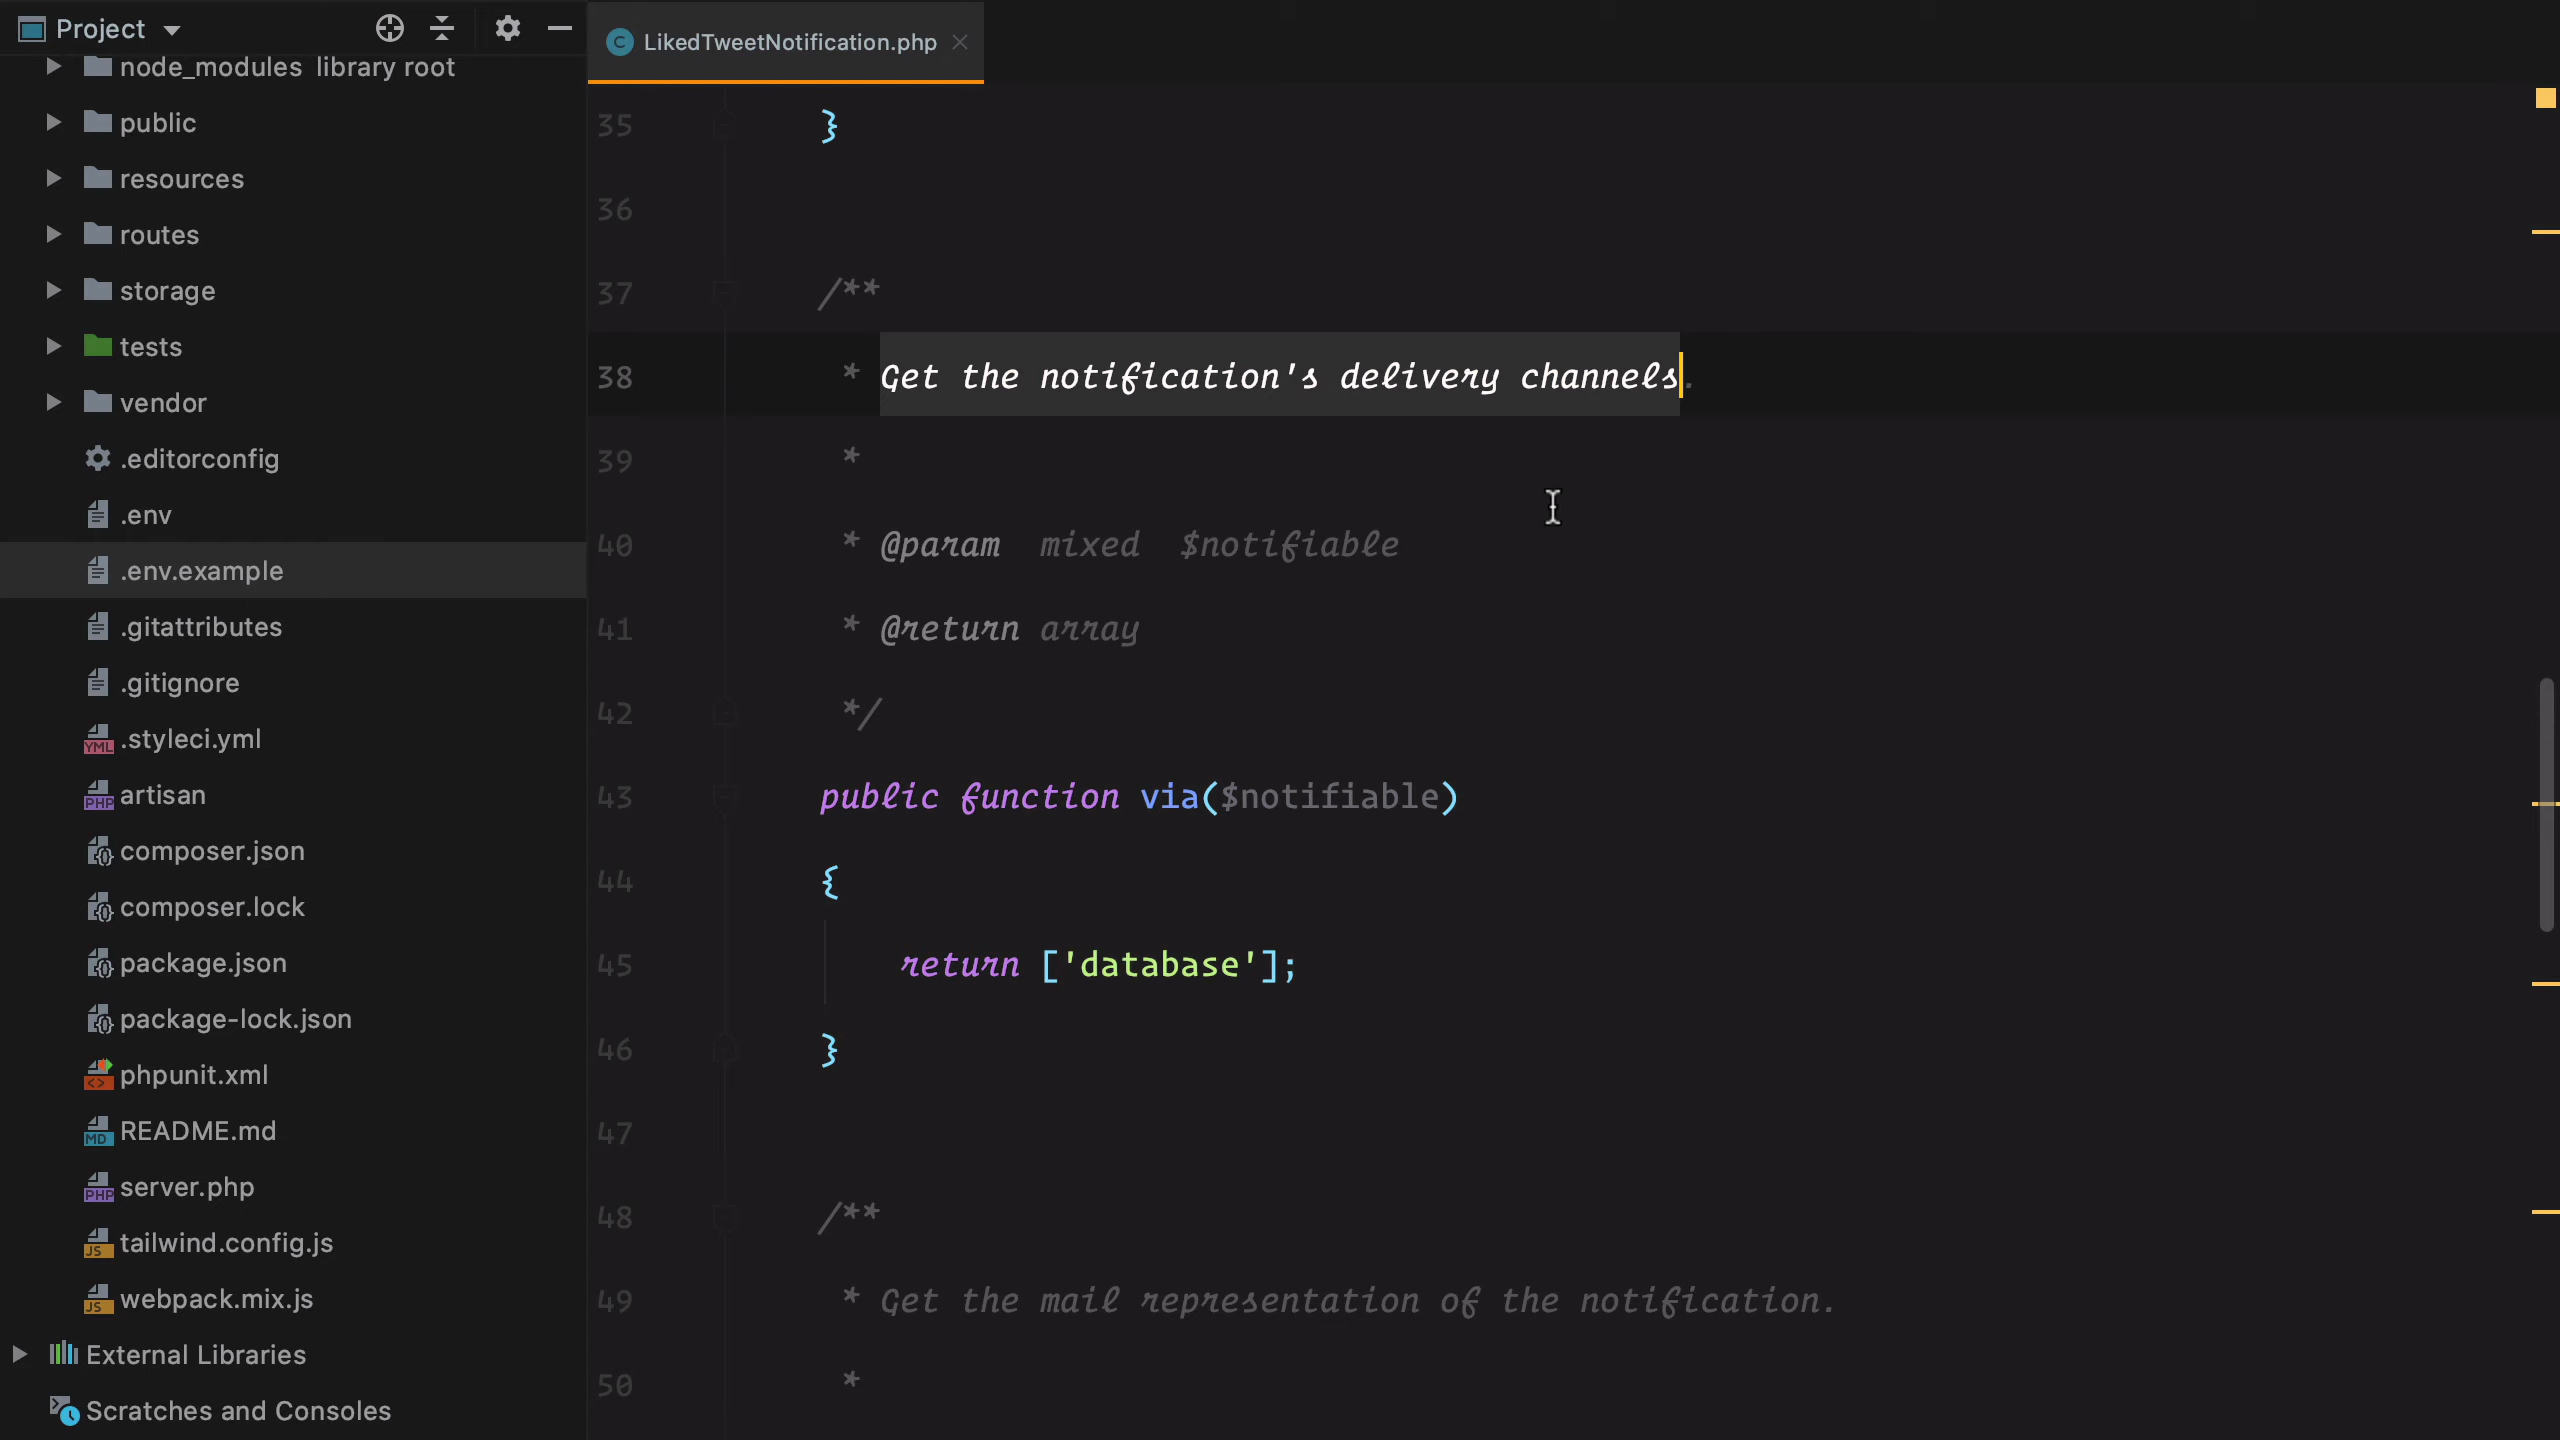 Project
node_modules library root
public
resources
routes
storage
tests
vendor
.editorconfig
.env
.env.example
.gitattributes
.gitignore
.styleci.yml
artisan
composer.json
composer.lock
package.json
package-lock.json
phpunit.xml
README.md
server.php
tailwind.config.js
webpack.mix.js
External Libraries
Scratches and Consoles
LikedTweetNotification.php
35 }
36
37 /**
38 * Get the notification's delivery channels.
39 *
40 * @param  mixed  $notifiable
41 * @return array
42 */
43 public function via($notifiable)
44 {
45 return ['database'];
46 }
47
48 /**
49 * Get the mail representation of the notification.
50 *